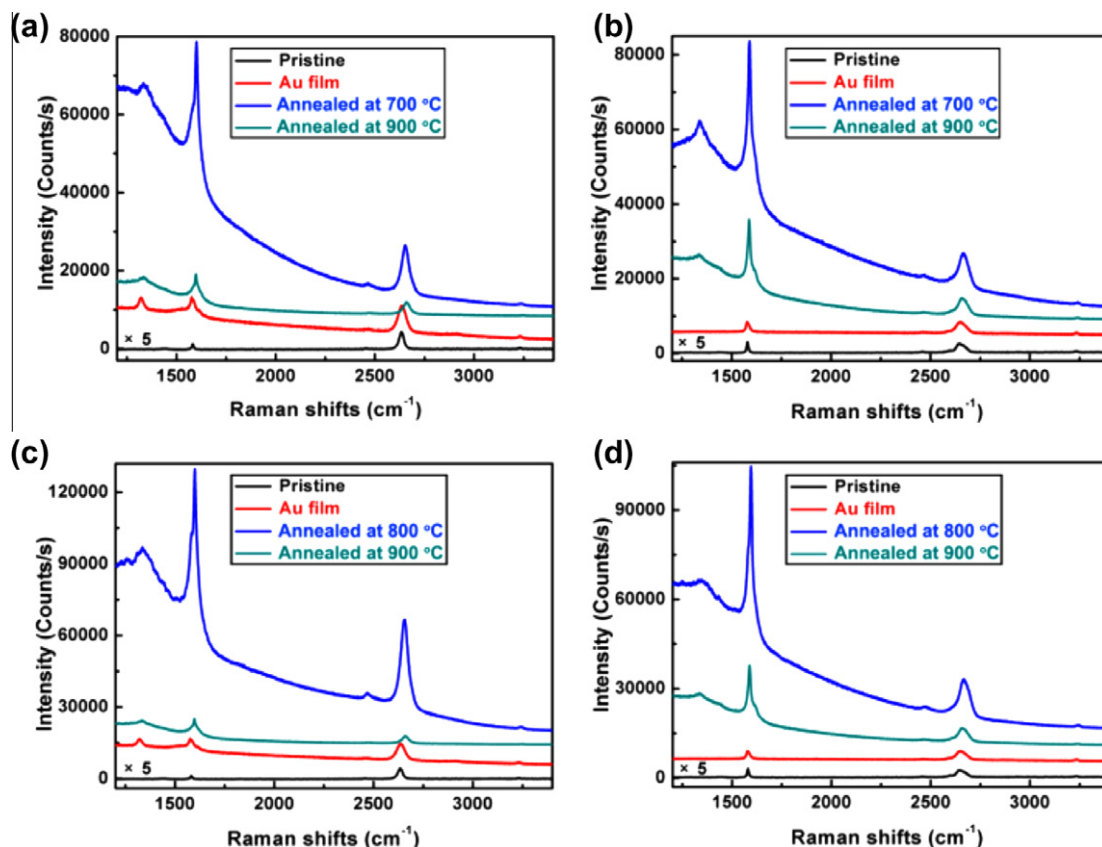 (a)
80000
60000
40000
20000
0
Intensity (Counts/s)
Pristine
Au film
Annealed at 700 °C
Annealed at 900 °C
× 5
1500 2000 2500 3000
Raman shifts (cm⁻¹)
(b)
80000
60000
40000
20000
0
Intensity (Counts/s)
Pristine
Au film
Annealed at 700 °C
Annealed at 900 °C
× 5
1500 2000 2500 3000
Raman shifts (cm⁻¹)
(c)
120000
90000
60000
30000
0
Intensity (Counts/s)
Pristine
Au film
Annealed at 800 °C
Annealed at 900 °C
× 5
1500 2000 2500 3000
Raman shifts (cm⁻¹)
(d)
90000
60000
30000
0
Intensity (Counts/s)
Pristine
Au film
Annealed at 800 °C
Annealed at 900 °C
× 5
1500 2000 2500 3000
Raman shifts (cm⁻¹)